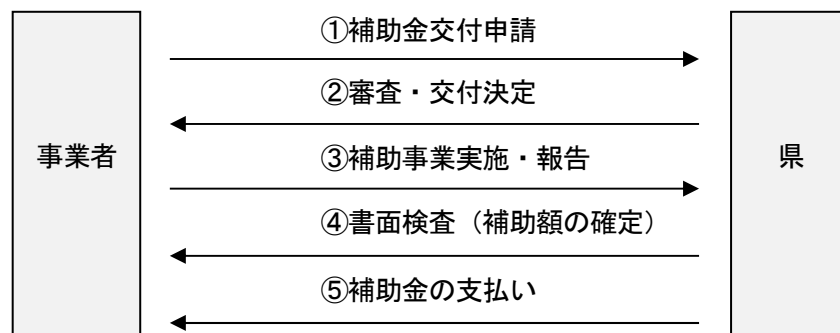 ①補助金交付申請
②審査・交付決定
事業者
③補助事業実施・報告
県
④書面検査（補助額の確定）
⑤補助金の支払い